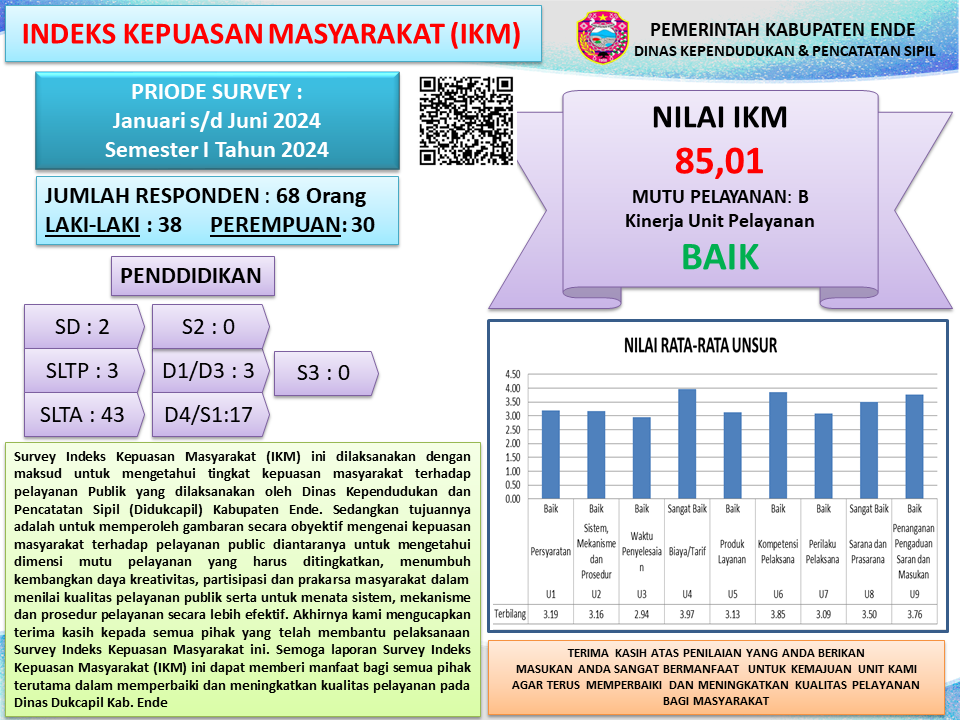 INDEKS KEPUASAN MASYARAKAT (IKM)
PEMERINTAH KABUPATEN ENDE
DINAS KEPENDUDUKAN & PENCATATAN SIPIL
PRIODE SURVEY :
Januari s/d Juni 2024
Semester I Tahun 2024
JUMLAH RESPONDEN : 68 Orang
LAKI-LAKI : 38 PEREMPUAN: 30
PENDDIDIKAN
SD : 2
S2 : 0
SLTP : 3
D1/D3 : 3
S3 : 0
SLTA : 43
D4/S1:17
Survey Indeks Kepuasan Masyarakat (IKM) ini dilaksanakan dengan
maksud untuk mengetahui tingkat kepuasan masyarakat terhadap
pelayanan Publik yang dilaksanakan oleh Dinas Kependudukan dan
Pencatatan Sipil (Didukcapil) Kabupaten Ende. Sedangkan tujuannya
adalah untuk memperoleh gambaran secara obyektif mengenai kepuasan
masyarakat terhadap pelayanan public diantaranya untuk mengetahui
dimensi mutu pelayanan yang harus ditingkatkan, menumbuh
kembangkan daya kreativitas, partisipasi dan prakarsa masyarakat dalam
menilai kualitas pelayanan publik serta untuk menata sistem, mekanisme
dan prosedur pelayanan secara lebih efektif. Akhirnya kami mengucapkan
terima kasih kepada semua pihak yang telah membantu pelaksanaan
Survey Indeks Kepuasan Masyarakat ini. Semoga laporan Survey Indeks
Kepuasan Masyarakat (IKM) ini dapat memberi manfaat bagi semua pihak
terutama dalam memperbaiki dan meningkatkan kualitas pelayanan pada
Dinas Dukcapil Kab. Ende
NILAI IKM
85,01
MUTU PELAYANAN: B
Kinerja Unit Pelayanan
BAIK
NILAI RATA-RATA UNSUR
4.50
4.00
3.50
3.00
2.50
2.00
1.50
1.00
0.50
0.00
Baik Baik Baik Sangat Baik Baik Baik Baik Sangat Baik Baik
Persyaratan
Sistem,
Mekanisme
dan
Prosedur
Waktu
Penyelesaia
n
Biaya/Tarif
Produk
Layanan
Kompetensi
Pelaksana
Perilaku
Pelaksana
Sarana dan
Prasarana
Penanganan
Pengaduan
Saran dan
Masukan
U1 U2 U3 U4 U5 U6 U7 U8 U9
Terbilang 3.19 3.16 2.94 3.97 3.13 3.85 3.09 3.50 3.76
TERIMA KASIH ATAS PENILAIAN YANG ANDA BERIKAN
MASUKAN ANDA SANGAT BERMANFAAT UNTUK KEMAJUAN UNIT KAMI
AGAR TERUS MEMPERBAIKI DAN MENINGKATKAN KUALITAS PELAYANAN
BAGI MASYARAKAT